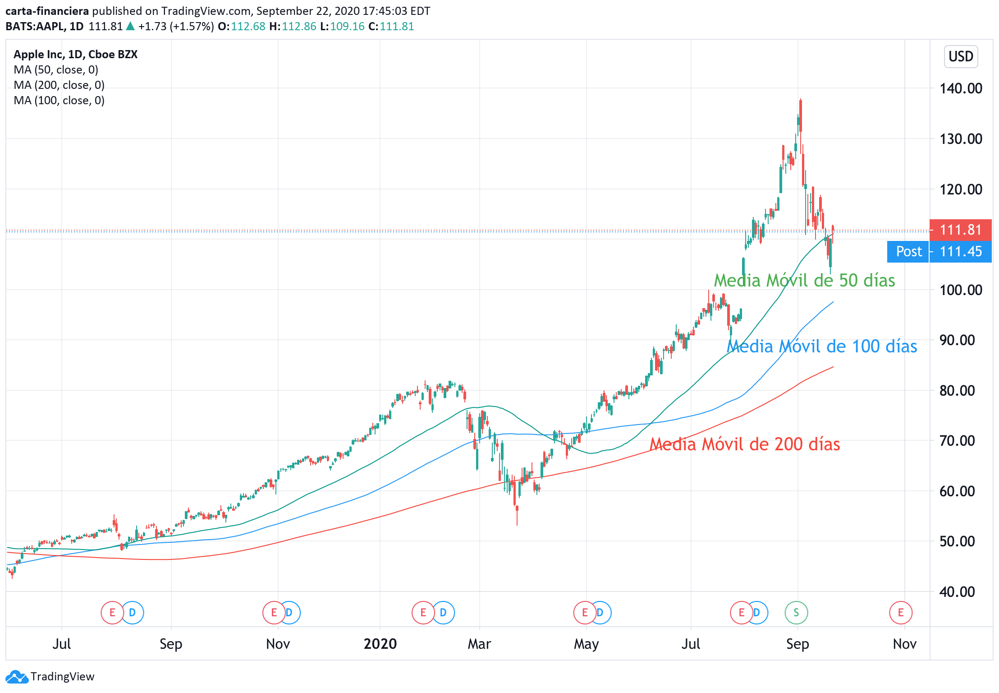 carta-financiera published on TradingView.com, September 22, 2020 17:45:03 EDT
BATS:AAPL, 1D 111.81 ▲ +1.73 (+1.57%) O:112.68 H:112.86 L:109.16 C:111.81
Apple Inc, 1D, Cboe BZX
MA (50, close, 0)
MA (200, close, 0)
MA (100, close, 0)
USD
140.00
130.00
120.00
111.81
Post 111.45
Media Móvil de 50 días
100.00
90.00
Media Móvil de 100 días
80.00
70.00
Media Móvil de 200 días
60.00
50.00
40.00
E D E D E D E D E D S E
Jul Sep Nov 2020 Mar May Jul Sep Nov
TradingView